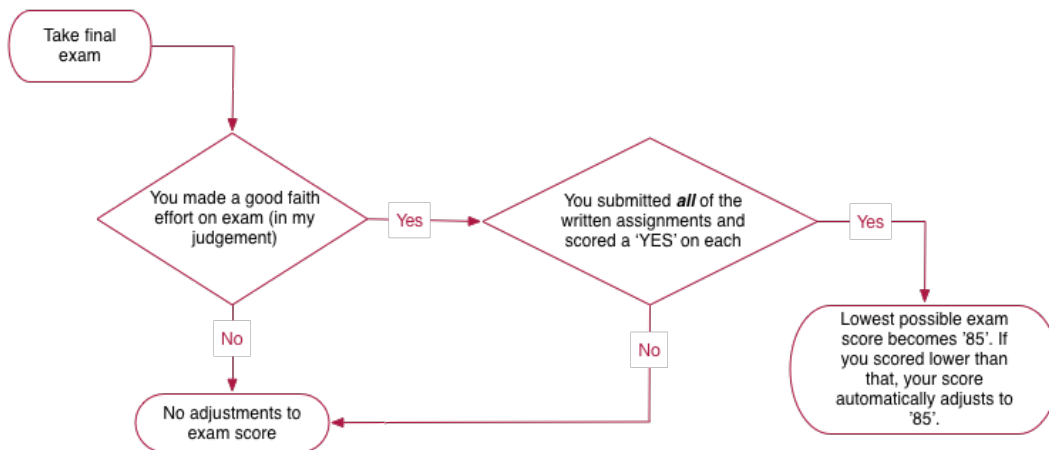 Take final
exam
You made a good faith
effort on exam (in my
judgement)
Yes
You submitted all of the
written assignments and
scored a ‘YES’ on each
Yes
No
No
Lowest possible exam
score becomes '85'. If
you scored lower than
that, your score
automatically adjusts to
'85'.
No adjustments to
exam score